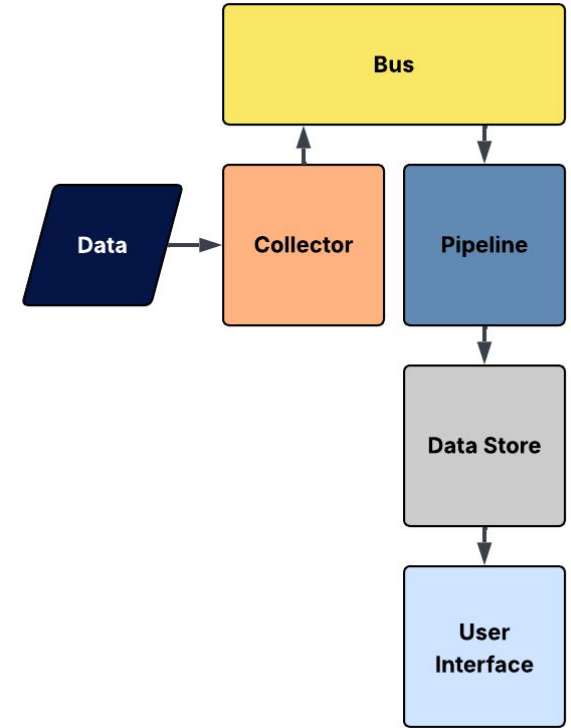 Bus
Data
Collector
Pipeline
Data Store
User
Interface